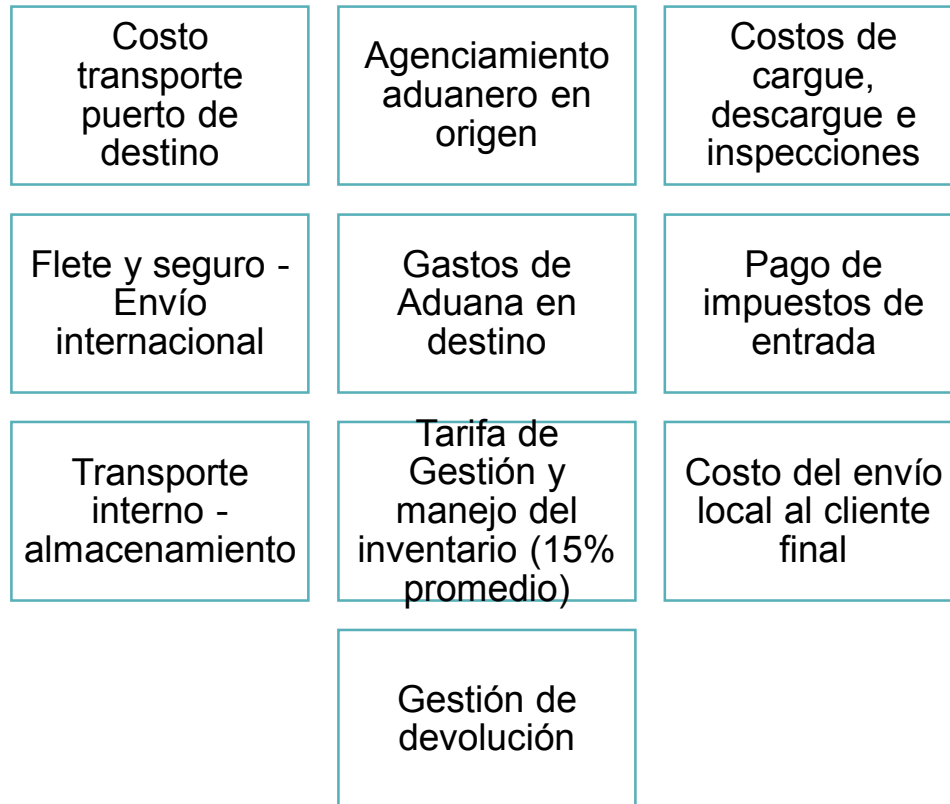 Costo
transporte
puerto de
destino
Agenciamiento
aduanero en
origen
Costos de
cargue,
descargue e
inspecciones
Flete y seguro -
Envío
internacional
Gastos de
Aduana en
destino
Pago de
impuestos de
entrada
Transporte
interno -
almacenamiento
Tarifa de
Gestión y
manejo del
inventario (15%
promedio)
Costo del envío
local al cliente
final
Gestión de
devolución